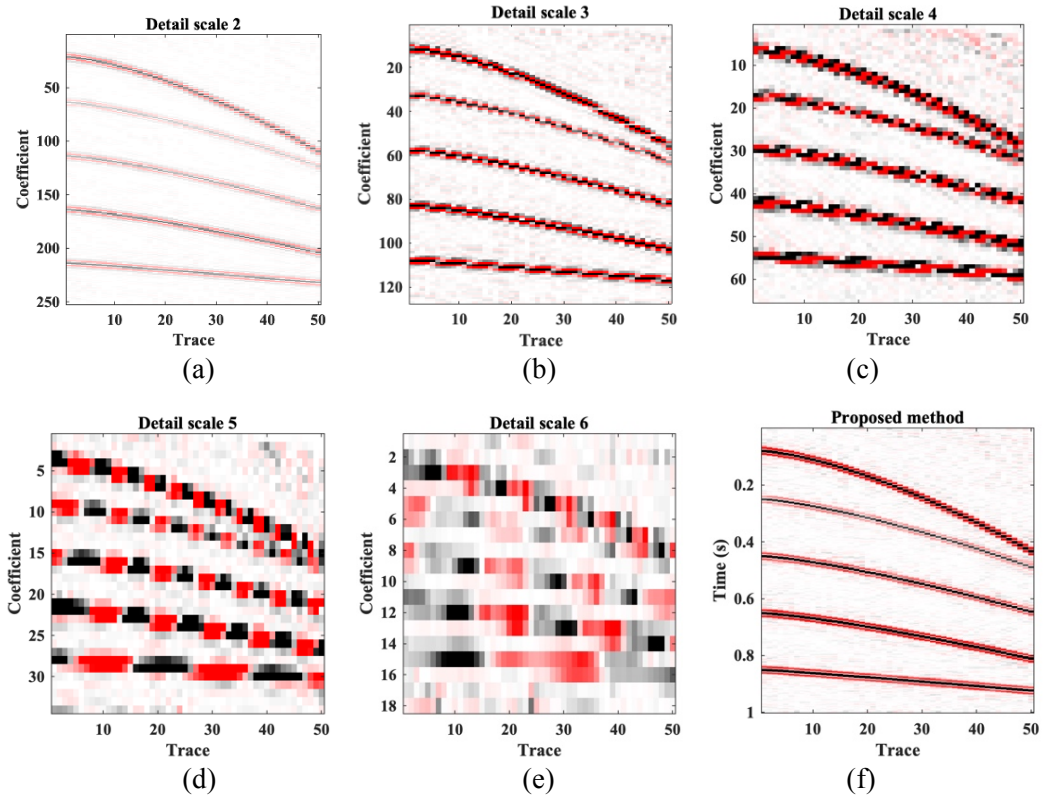 Detail scale 2
Coefficient
50
100
150
200
250
10 20 30 40 50
Trace
(a)
Detail scale 3
Coefficient
20
40
60
80
100
120
10 20 30 40 50
Trace
(b)
Detail scale 4
Coefficient
10
20
30
40
50
60
10 20 30 40 50
Trace
(c)
Detail scale 5
Coefficient
5
10
15
20
25
30
10 20 30 40 50
Trace
(d)
Detail scale 6
Coefficient
2
4
6
8
10
12
14
16
18
10 20 30 40 50
Trace
(e)
Proposed method
Time (s)
0.2
0.4
0.6
0.8
1
10 20 30 40 50
Trace
(f)